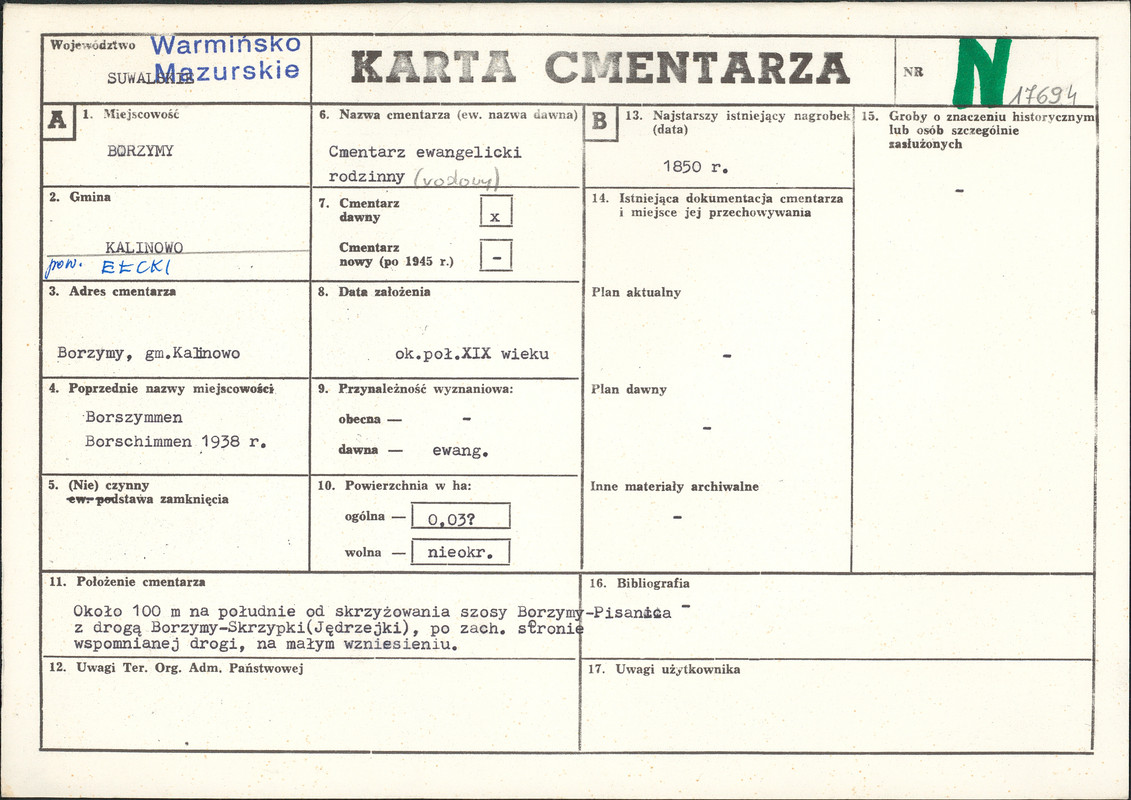 Województwo Warmińsko
SUWALSKIE Mazurskie
KARTA CMENTARZA
NR N 17694
A
1. Miejscowość
BORZYMY
2. Gmina
KALINOWO
pow. EŁCKI
3. Adres cmentarza
Borzymy, gm.Kalinowo
4. Poprzednie nazwy miejscowości
Borszymmen
Borschimmen 1938 r.
5. (Nie) czynny
ew. podstawa zamknięcia
6. Nazwa cmentarza (ew. nazwa dawna)
Cmentarz ewangelicki
rodzinny (rodowy)
7. Cmentarz
dawny x
Cmentarz
nowy (po 1945 r.) -
8. Data założenia
ok.poł.XIX wieku
9. Przynależność wyznaniowa:
obecna — -
dawna — ewang.
10. Powierzchnia w ha:
ogólna — 0,03?
wolna — nieokr.
11. Położenie cmentarza
Około 100 m na południe od skrzyżowania szosy Borzymy-Pisanica
z drogą Borzymy-Skrzypki(Jędrzejki), po zach. stronie
wspomnianej drogi, na małym wzniesieniu.
12. Uwagi Ter. Org. Adm. Państwowej
B
13. Najstarszy istniejący nagrobek
(data)
1850 r.
14. Istniejąca dokumentacja cmentarza
i miejsce jej przechowywania
Plan aktualny
-
Plan dawny
-
Inne materiały archiwalne
-
15. Groby o znaczeniu historycznym
lub osób szczególnie
zasłużonych
-
16. Bibliografia
-
17. Uwagi użytkownika